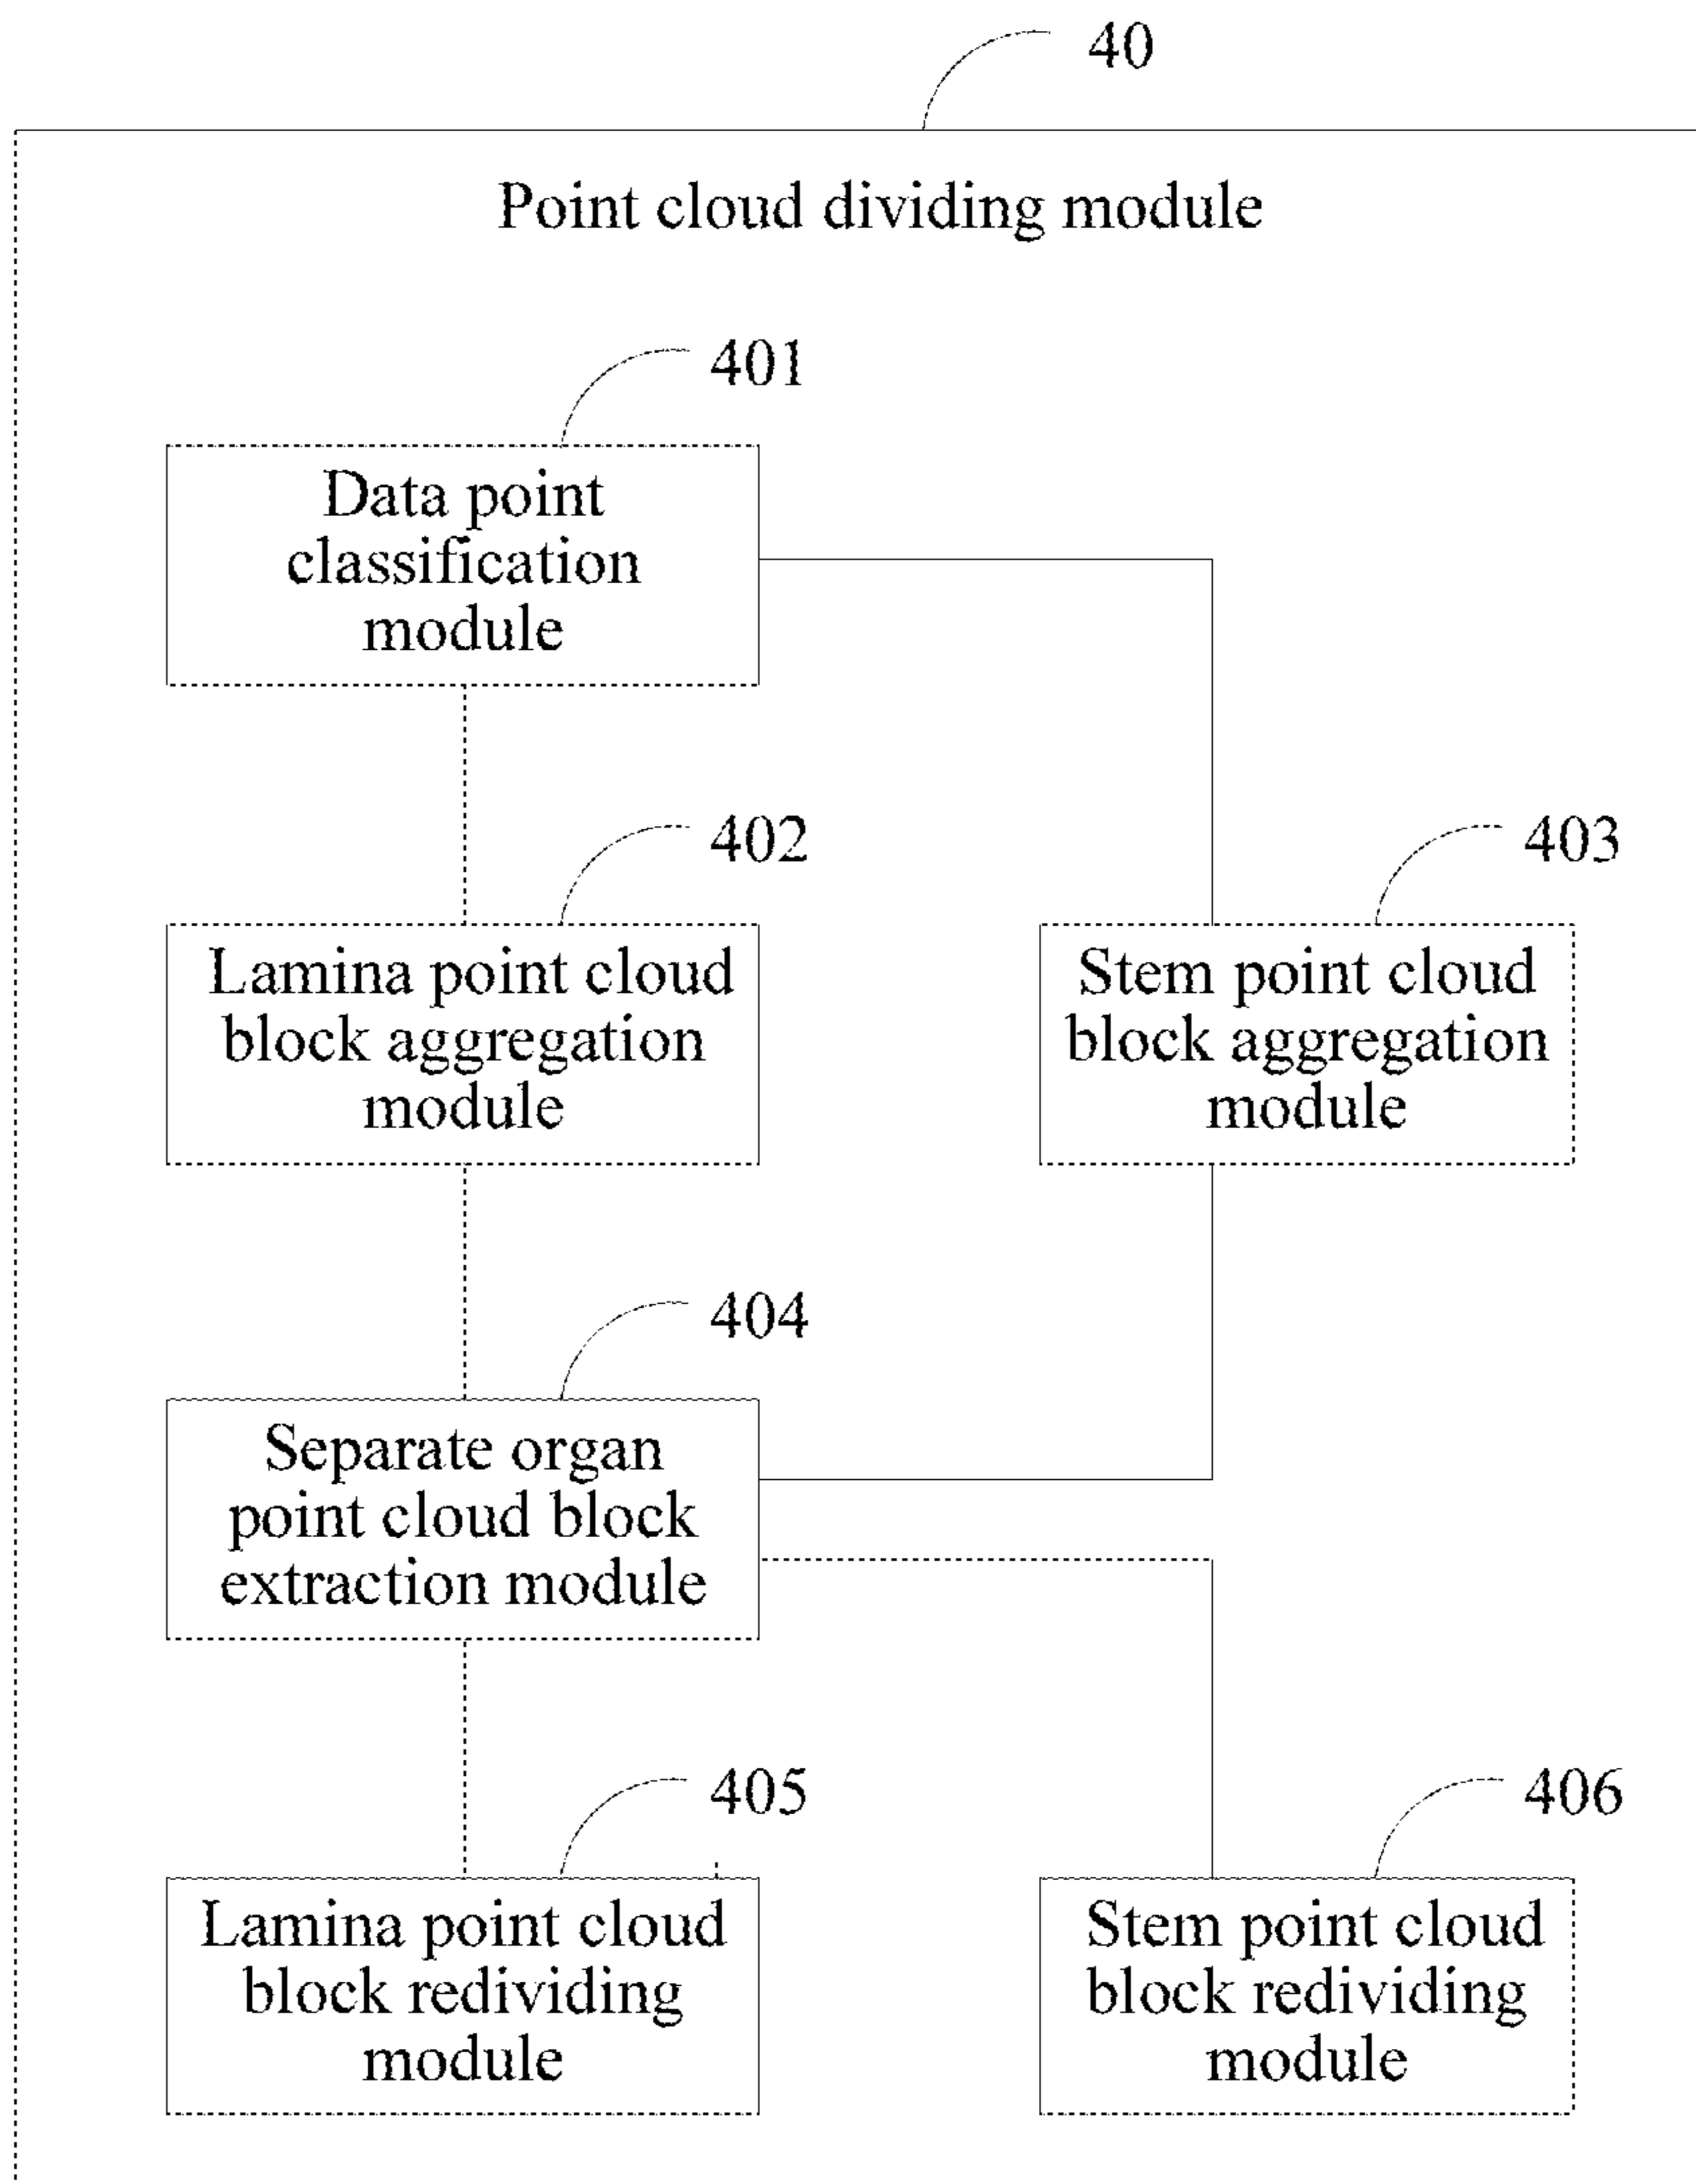 40
Point cloud dividing module
401
Data point
classification
module
402
Lamina point cloud
block aggregation
module
403
Stem point cloud
block aggregation
module
404
Separate organ
point cloud block
extraction module
405
Lamina point cloud
block redividing
module
406
Stem point cloud
block redividing
module